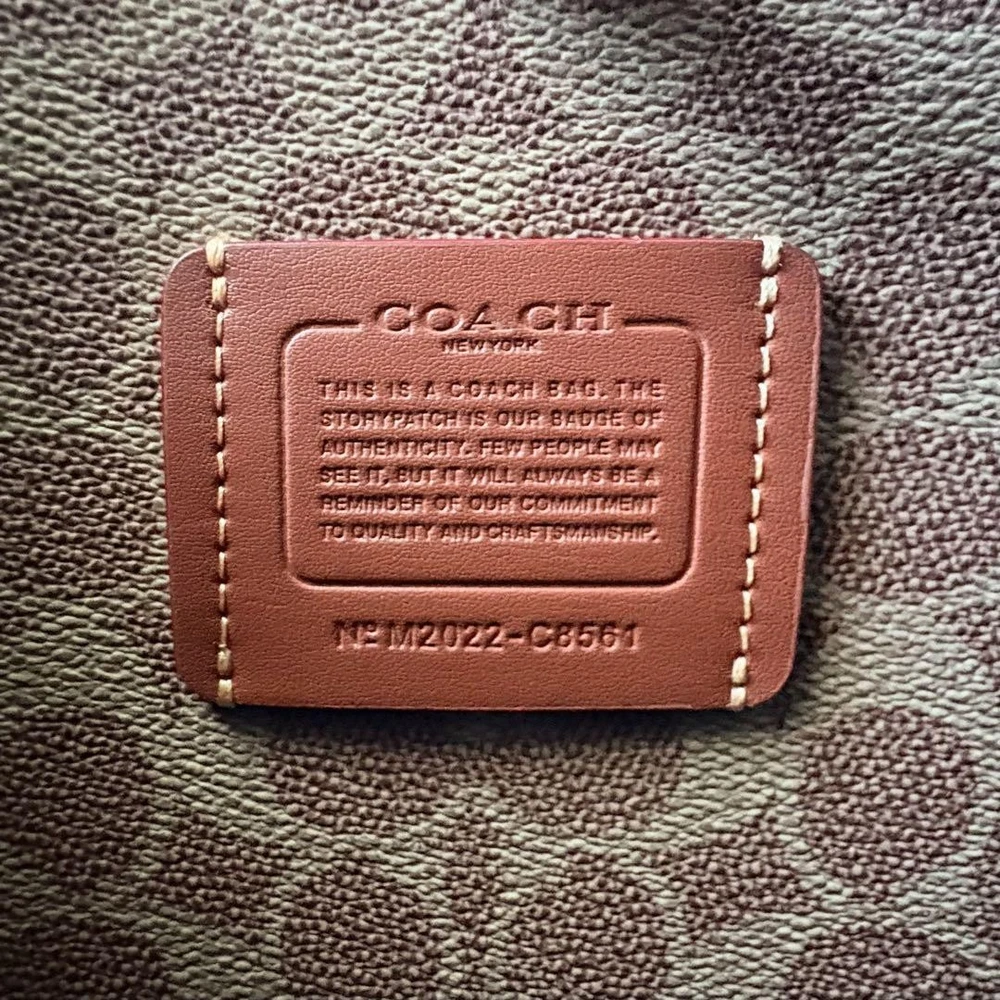 COACH
NEW YORK
THIS IS A COACH BAG. THE
STORYPATCH IS OUR BADGE OF
AUTHENTICITY. FEW PEOPLE MAY
SEE IT, BUT IT WILL ALWAYS BE A
REMINDER OF OUR COMMITMENT
TO QUALITY AND CRAFTSMANSHIP.
Nº M2022-C8561